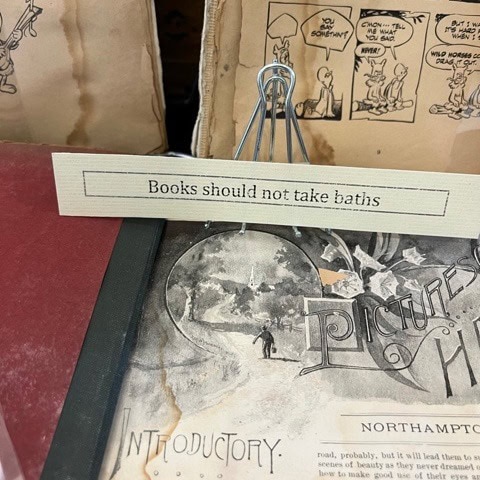 YOU
SAY
SOMETHIN'?
C'MON--- TELL
ME WHAT
YOU SAID.
NEVER!
BUT I
IT'S HARD
WHEN I
WILD HORSES
DRAG IT OUT
Books should not take baths
PICTURES
H
NORTHAMPTO
INTRODUCTORY.
road, probably, but it will lead them to
scenes of beauty as they never dreamed
how to make good use of their eyes